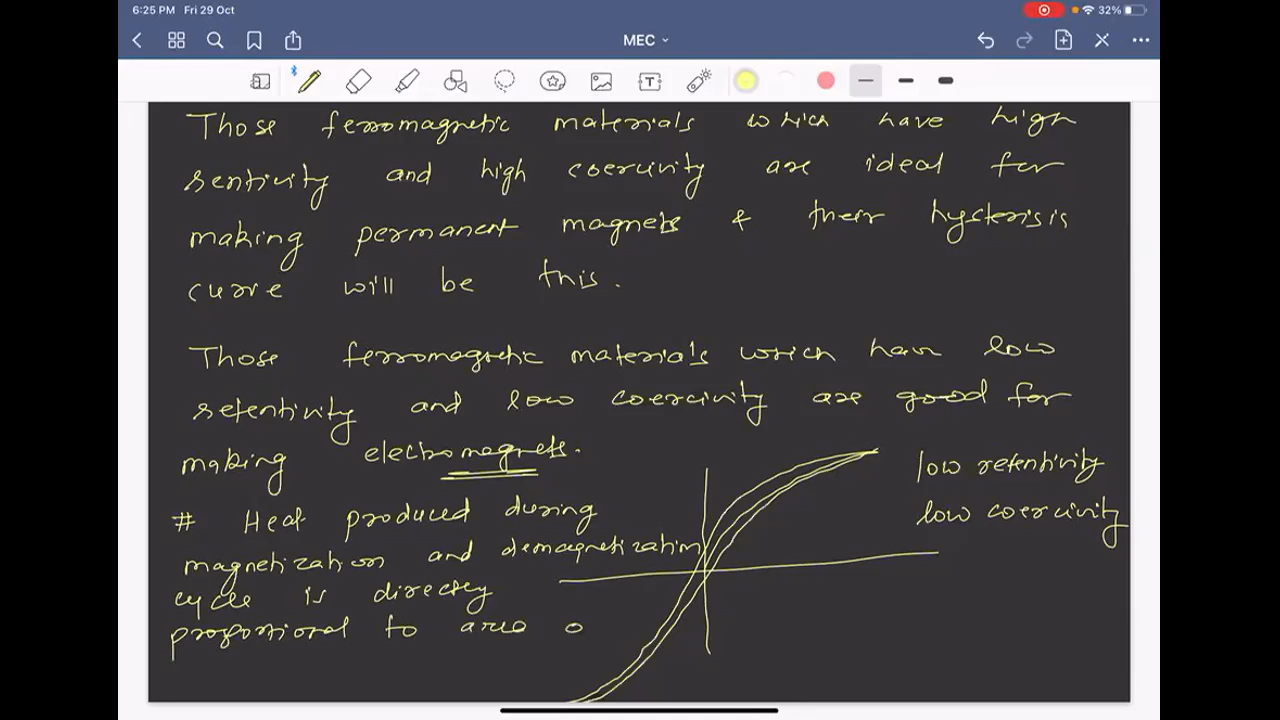 6:25 PM Fri 29 Oct
32%
MEC
Those ferromagnetic materials which have high
sentivity and high coercivity are ideal for
making permanent magnets & their hysterisis
curve will be this.
Those ferromagnetic materials which have low
retentivity and low coercivity are good for
making electromagnets.
low retentivity
low coercivity
# Heat produced during
magnetization and demagnetization
cycle is directly
proportional to area o